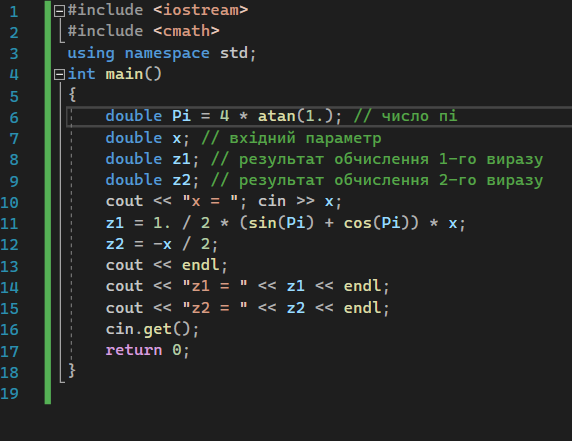 1 #include <iostream>
2 #include <cmath>
3 using namespace std;
4 int main()
5 {
6 double Pi = 4 * atan(1.); // число пі
7 double x; // вхідний параметр
8 double z1; // результат обчислення 1-го виразу
9 double z2; // результат обчислення 2-го виразу
10 cout << "x = "; cin >> x;
11 z1 = 1. / 2 * (sin(Pi) + cos(Pi)) * x;
12 z2 = -x / 2;
13 cout << endl;
14 cout << "z1 = " << z1 << endl;
15 cout << "z2 = " << z2 << endl;
16 cin.get();
17 return 0;
18 }
19